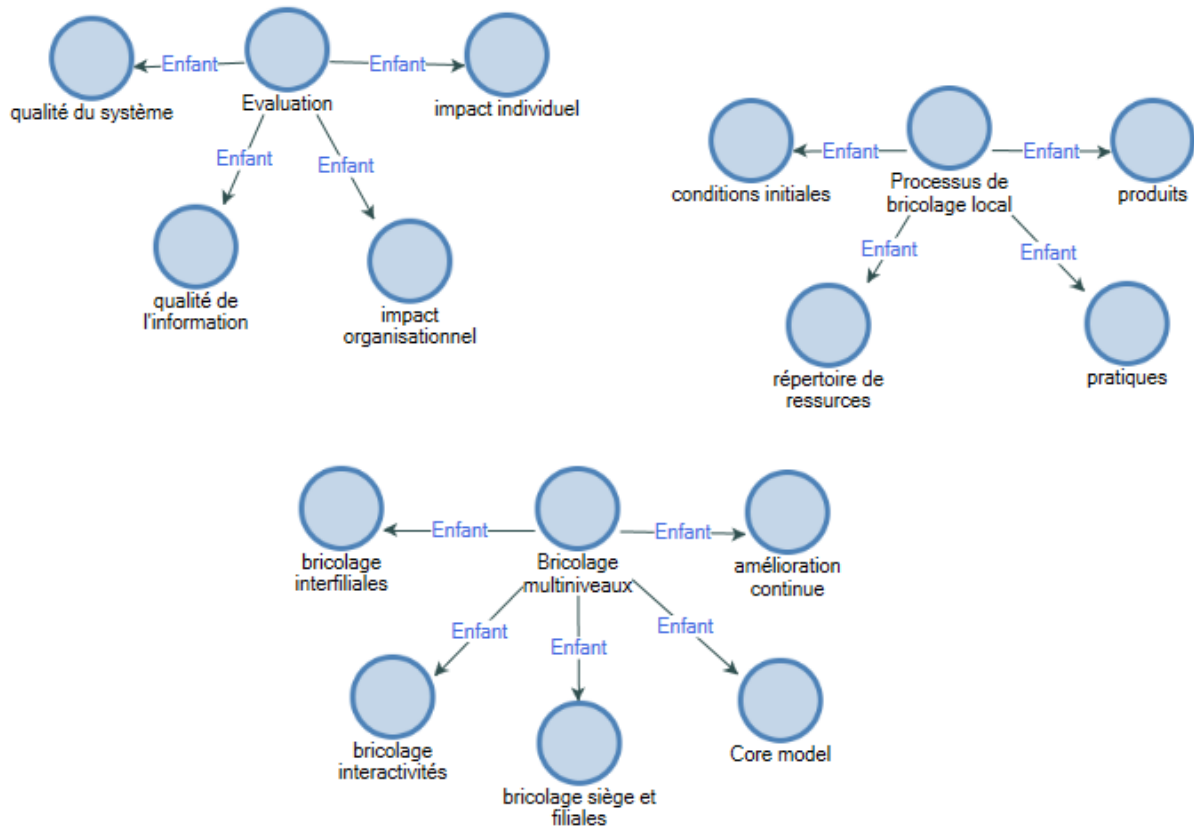 Enfant
Enfant
qualité du système
Evaluation
impact individuel
Enfant
Enfant
qualité de
l'information
impact
organisationnel
Enfant
Enfant
conditions initiales
Processus de
bricolage local
produits
Enfant
Enfant
répertoire de
ressurces
pratiques
Enfant
Enfant
bricolage
interfiliales
Bricolage
multiniveaux
amélioration
continue
Enfant
Enfant
Enfant
bricolage
interactivités
bricolage siège et
filiales
Core model